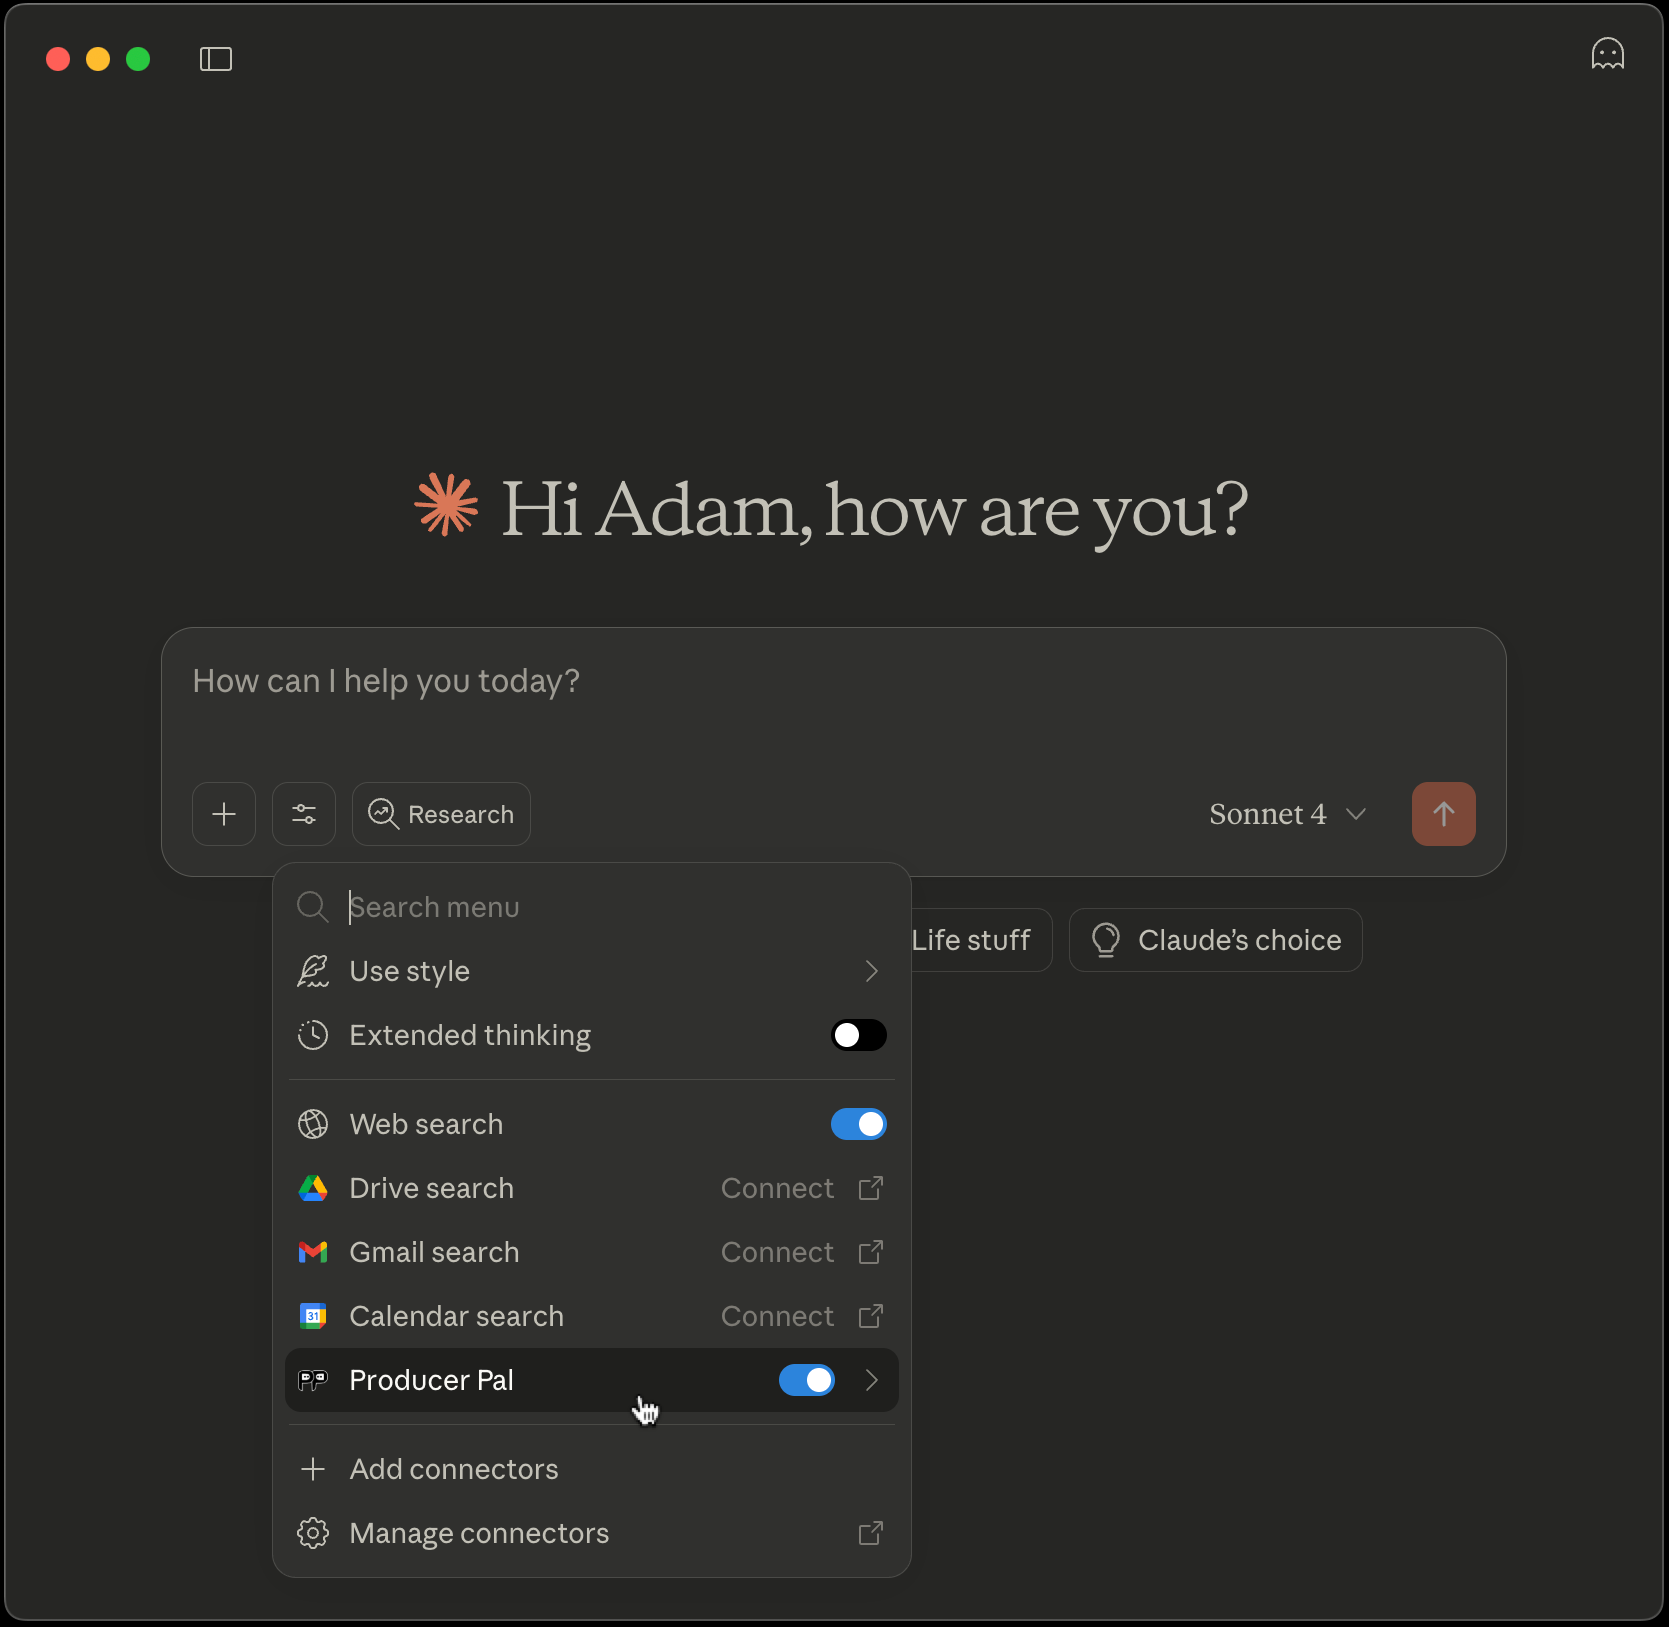 Hi Adam, how are you?
How can I help you today?
Research
Sonnet 4
Search menu
Life stuff
Claude’s choice
Use style
Extended thinking
Web search
Drive search Connect
Gmail search Connect
31
Calendar search Connect
PP
Producer Pal
Add connectors
Manage connectors